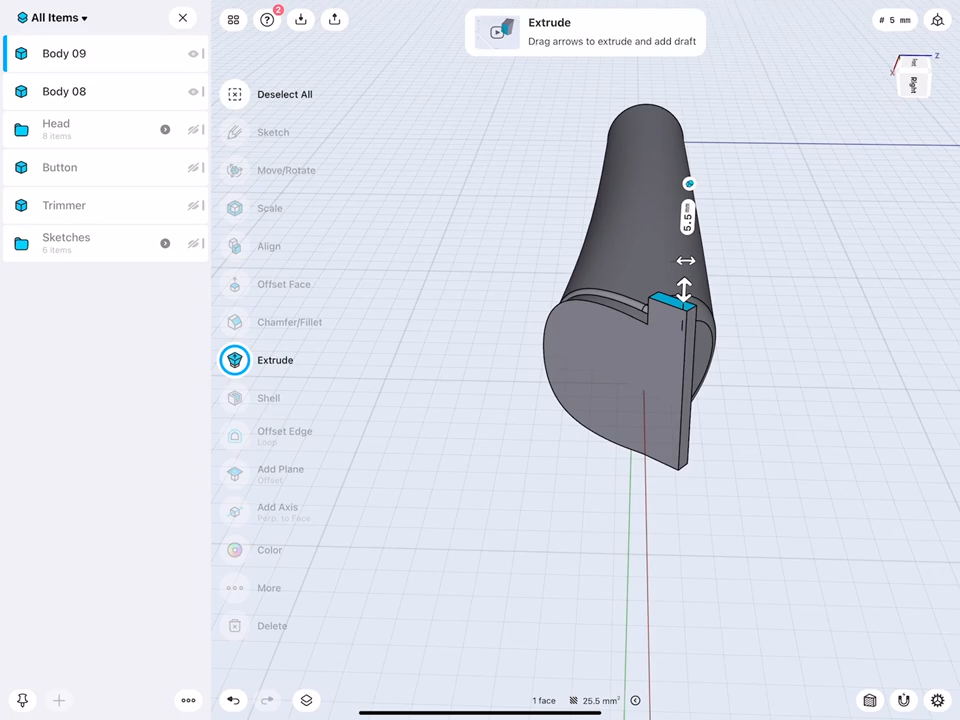 All Items
Body 09
Body 08
Head
8 items
Button
Trimmer
Sketches
6 items
2
Extrude
Drag arrows to extrude and add draft
# 5 mm
Z
X
Right
Deselect All
Sketch
Move/Rotate
Scale
Align
Offset Face
Chamfer/Fillet
Extrude
Shell
Offset Edge
Loop
Add Plane
Offset
Add Axis
Perp. to Face
Color
More
Delete
5.5 mm
1 face
25.5 mm²